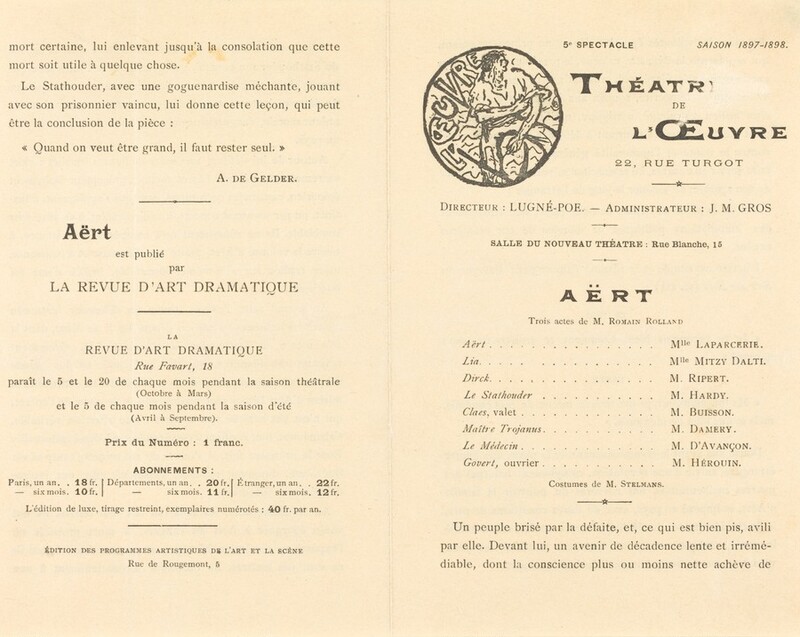 mort certaine, lui enlevant jusqu'à la consolation que cette
mort soit utile à quelque chose.
Le Stathouder, avec une goguenardise méchante, jouant
avec son prisonnier vaincu, lui donne cette leçon, qui peut
être la conclusion de la pièce :
« Quand on veut être grand, il faut rester seul. »
A. DE GELDER.
Aërt
est publié
par
LA REVUE D'ART DRAMATIQUE
LA
REVUE D'ART DRAMATIQUE
Rue Favart, 18
paraît le 5 et le 20 de chaque mois pendant la saison théâtrale
(Octobre à Mars)
et le 5 de chaque mois pendant la saison d'été
(Avril à Septembre).
Prix du Numéro : 1 franc.
ABONNEMENTS :
Paris, un an. . 18 fr. | Départements, un an. . 20 fr. | Étranger, un an. . 22 fr.
— six mois. 10 fr. | — six mois. 11 fr. | — six mois. 12 fr.
L'édition de luxe, tirage restreint, exemplaires numérotés : 40 fr. par an.
ÉDITION DES PROGRAMMES ARTISTIQUES DE L'ART ET LA SCÈNE
Rue de Rougemont, 5
5e SPECTACLE SAISON 1897-1898.
L'ŒUVRE
THÉATR
DE
L'ŒUVRE
22, RUE TURGOT
DIRECTEUR : LUGNÉ-POE. — ADMINISTRATEUR : J. M. GROS
SALLE DU NOUVEAU THÉATRE : Rue Blanche, 15
AËRT
Trois actes de M. ROMAIN ROLLAND
Aërt . . . . . . . . . . . . . . Mlle LAPARCERIE.
Lia. . . . . . . . . . . . . . Mlle MITZY DALTI.
Dirck. . . . . . . . . . . . . . M. RIPERT.
Le Stathouder . . . . . . . . . . M. HARDY.
Claes, valet . . . . . . . . . . . . M. BUISSON.
Maître Trojanus. . . . . . . . . . M. DAMERY.
Le Médecin . . . . . . . . . . . . M. D'AVANÇON.
Govert, ouvrier . . . . . . . . . . M. HÉROUIN.
Costumes de M. STELMANS.
Un peuple brisé par la défaite, et, ce qui est bien pis, avili
par elle. Devant lui, un avenir de décadence lente et irrémé-
diable, dont la conscience plus ou moins nette achève de